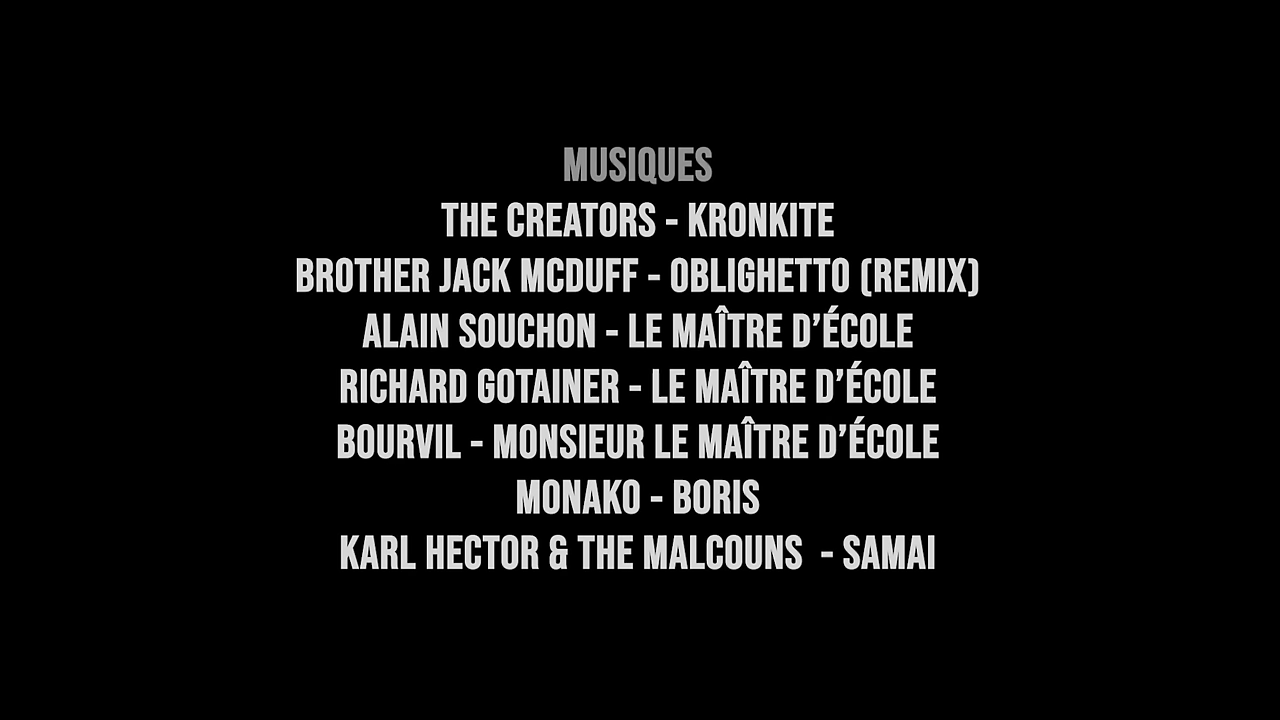 MUSIQUES
THE CREATORS - KRONKITE
BROTHER JACK MCDUFF - OBLIGHETTO (REMIX)
ALAIN SOUCHON - LE MAÎTRE D’ÉCOLE
RICHARD GOTAINER - LE MAÎTRE D’ÉCOLE
BOURVIL - MONSIEUR LE MAÎTRE D’ÉCOLE
MONAKO - BORIS
KARL HECTOR & THE MALCOUNS  - SAMAI